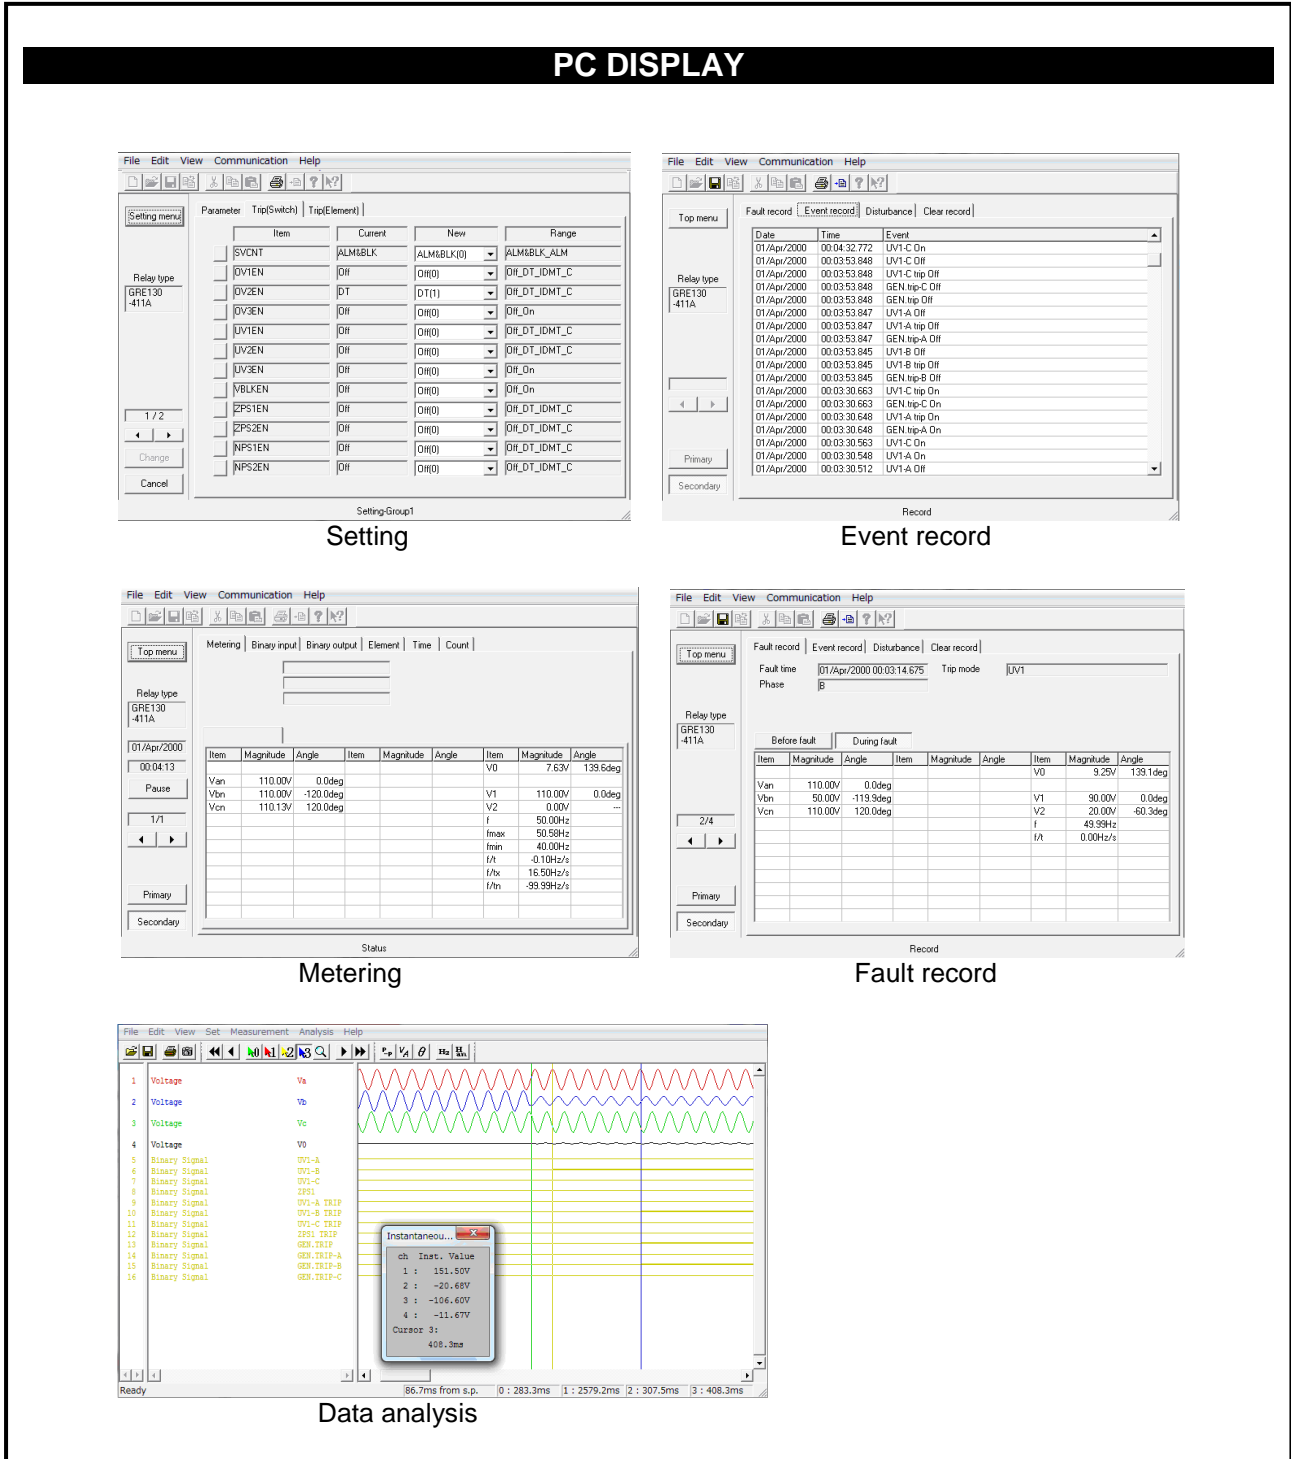 PC DISPLAY
File Edit View Communication Help
Setting menu
Parameter Trip(Switch) Trip(Element)
Item Current New Range
SVCNT ALM&BLK ALM&BLK(0) ALM&BLK_ALM
OV1EN Off Off(0) Off_DT_IDMT_C
OV2EN DT DT(1) Off_DT_IDMT_C
OV3EN Off Off(0) Off_On
UV1EN Off Off(0) Off_DT_IDMT_C
UV2EN Off Off(0) Off_DT_IDMT_C
UV3EN Off Off(0) Off_On
VBLKEN Off Off(0) Off_On
ZPS1EN Off Off(0) Off_DT_IDMT_C
ZPS2EN Off Off(0) Off_DT_IDMT_C
NPS1EN Off Off(0) Off_DT_IDMT_C
NPS2EN Off Off(0) Off_DT_IDMT_C
Relay type
GRE130
-411A
1 / 2
Change
Cancel
Setting-Group1
Setting
File Edit View Communication Help
Top menu
Fault record Event record Disturbance Clear record
Date Time Event
01/Apr/2000 00:04:32.772 UV1-C On
01/Apr/2000 00:03:53.848 UV1-C Off
01/Apr/2000 00:03:53.848 UV1-C trip Off
01/Apr/2000 00:03:53.848 GEN.trip-C Off
01/Apr/2000 00:03:53.848 GEN.trip Off
01/Apr/2000 00:03:53.847 UV1-A Off
01/Apr/2000 00:03:53.847 UV1-A trip Off
01/Apr/2000 00:03:53.847 GEN.trip-A Off
01/Apr/2000 00:03:53.845 UV1-B Off
01/Apr/2000 00:03:53.845 UV1-B trip Off
01/Apr/2000 00:03:53.845 GEN.trip-B Off
01/Apr/2000 00:03:30.663 UV1-C trip On
01/Apr/2000 00:03:30.663 GEN.trip-C On
01/Apr/2000 00:03:30.648 UV1-A trip On
01/Apr/2000 00:03:30.648 GEN.trip-A On
01/Apr/2000 00:03:30.563 UV1-C On
01/Apr/2000 00:03:30.548 UV1-A On
01/Apr/2000 00:03:30.512 UV1-A Off
Relay type
GRE130
-411A
Primary
Secondary
Record
Event record
File Edit View Communication Help
Top menu
Metering Binary input Binary output Element Time Count
Relay type
GRE130
-411A
01/Apr/2000
00:04:13
Pause
1/1
Primary
Secondary
Item Magnitude Angle Item Magnitude Angle Item Magnitude Angle
V0 7.63V 139.6deg
Van 110.00V 0.0deg
Vbn 110.00V -120.0deg V1 110.00V 0.0deg
Vcn 110.13V 120.0deg V2 0.00V ---
f 50.00Hz
fmax 50.58Hz
fmin 40.00Hz
f/t -0.10Hz/s
f/tx 16.50Hz/s
f/tn -99.99Hz/s
Status
Metering
File Edit View Communication Help
Top menu
Fault record Event record Disturbance Clear record
Fault time 01/Apr/2000 00:03:14.675 Trip mode UV1
Phase B
Relay type
GRE130
-411A
Before fault During fault
Item Magnitude Angle Item Magnitude Angle Item Magnitude Angle
V0 9.25V 139.1deg
Van 110.00V 0.0deg
Vbn 50.00V -119.9deg V1 90.00V 0.0deg
Vcn 110.00V 120.0deg V2 20.00V -60.3deg
f 49.99Hz
f/t 0.00Hz/s
2/4
Primary
Secondary
Record
Fault record
File Edit View Set Measurement Analysis Help
1 Voltage Va
2 Voltage Vb
3 Voltage Vc
4 Voltage V0
5 Binary Signal UV1-A
6 Binary Signal UV1-B
7 Binary Signal UV1-C
8 Binary Signal ZPS1
9 Binary Signal UV1-A TRIP
10 Binary Signal UV1-B TRIP
11 Binary Signal UV1-C TRIP
12 Binary Signal ZPS1 TRIP
13 Binary Signal GEN.TRIP
14 Binary Signal GEN.TRIP-A
15 Binary Signal GEN.TRIP-B
16 Binary Signal GEN.TRIP-C
Instantaneou...
ch Inst. Value
1 : 151.50V
2 : -20.68V
3 : -106.60V
4 : -11.67V
Cursor 3:
408.3ms
Ready 86.7ms from s.p. 0 : 283.3ms 1 : 2579.2ms 2 : 307.5ms 3 : 408.3ms
Data analysis